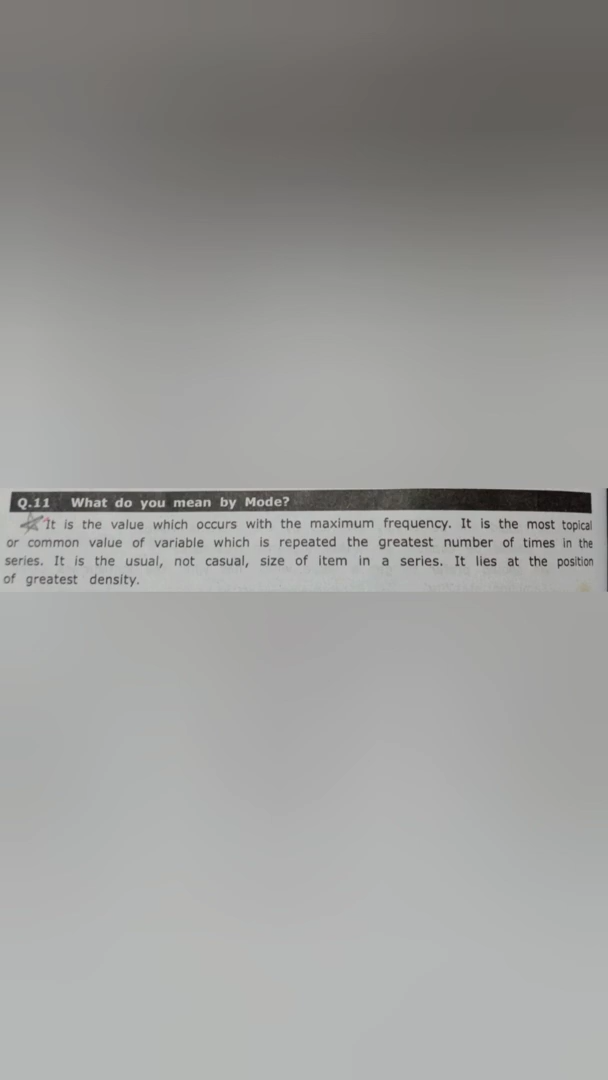 Q.11 What do you mean by Mode?
It is the value which occurs with the maximum frequency. It is the most topical
or common value of variable which is repeated the greatest number of times in the
series. It is the usual, not casual, size of item in a series. It lies at the position
of greatest density.